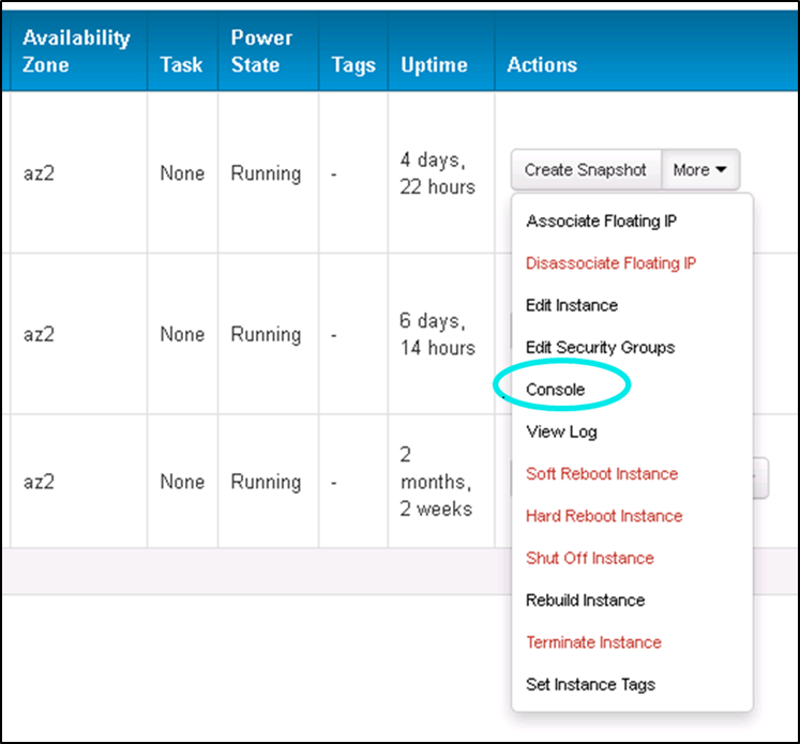 Availability Zone Task Power State Tags Uptime Actions
az2 None Running - 4 days, 22 hours Create Snapshot More
Associate Floating IP
Disassociate Floating IP
Edit Instance
az2 None Running - 6 days, 14 hours
Edit Security Groups
Console
View Log
az2 None Running - 2 months, 2 weeks
Soft Reboot Instance
Hard Reboot Instance
Shut Off Instance
Rebuild Instance
Terminate Instance
Set Instance Tags